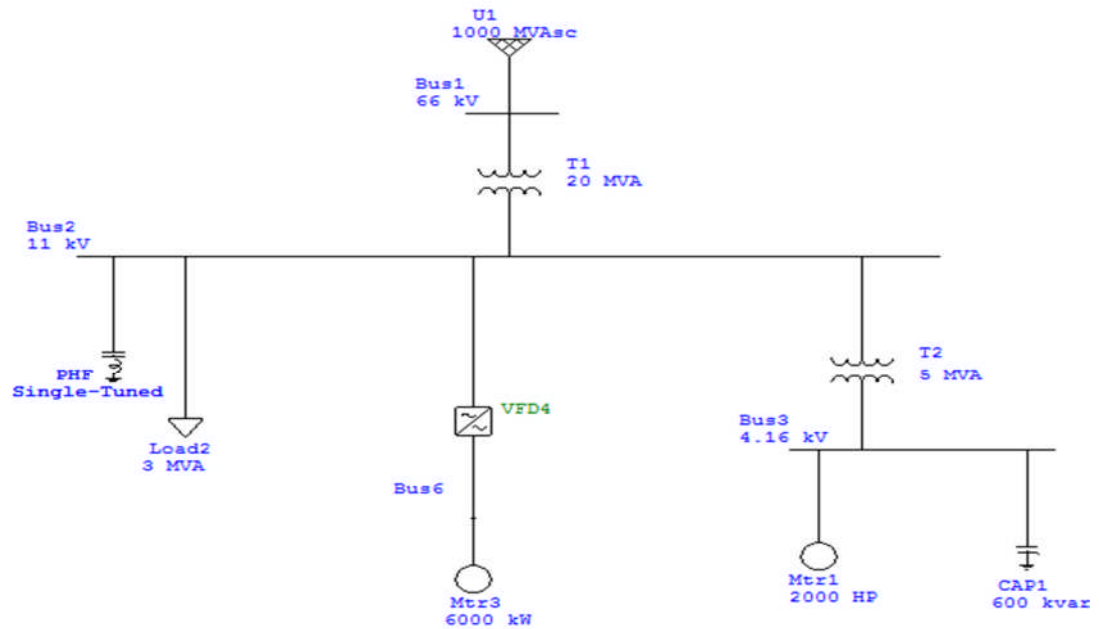 U1
1000 MVAsc
Bus1
66 kV
T1
20 MVA
Bus2
11 kV
PHF
Single-Tuned
Load2
3 MVA
VFD4
Bus6
Mtr3
6000 kW
T2
5 MVA
Bus3
4.16 kV
Mtr1
2000 HP
CAP1
600 kvar